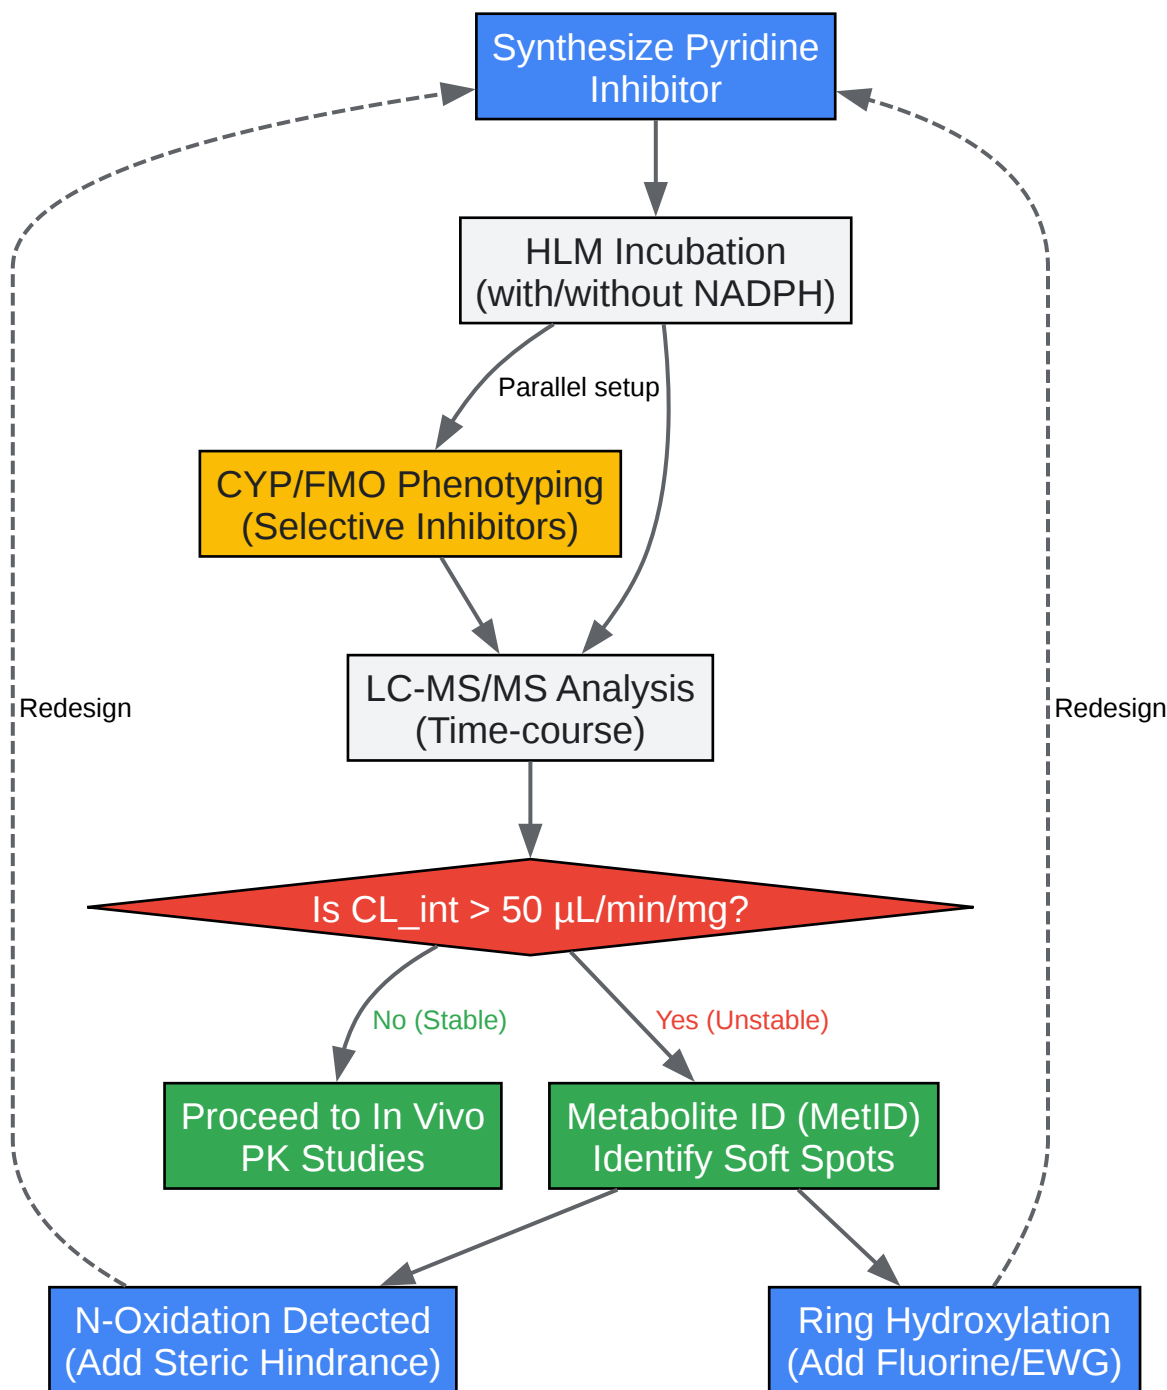 Synthesize Pyridine
Inhibitor
HLM Incubation
(with/without NADPH)
Parallel setup
CYP/FMO Phenotyping
(Selective Inhibitors)
LC-MS/MS Analysis
(Time-course)
Redesign
Redesign
Is CL_int > 50 µL/min/mg?
No (Stable)
Yes (Unstable)
Proceed to In Vivo
PK Studies
Metabolite ID (MetID)
Identify Soft Spots
N-Oxidation Detected
(Add Steric Hindrance)
Ring Hydroxylation
(Add Fluorine/EWG)